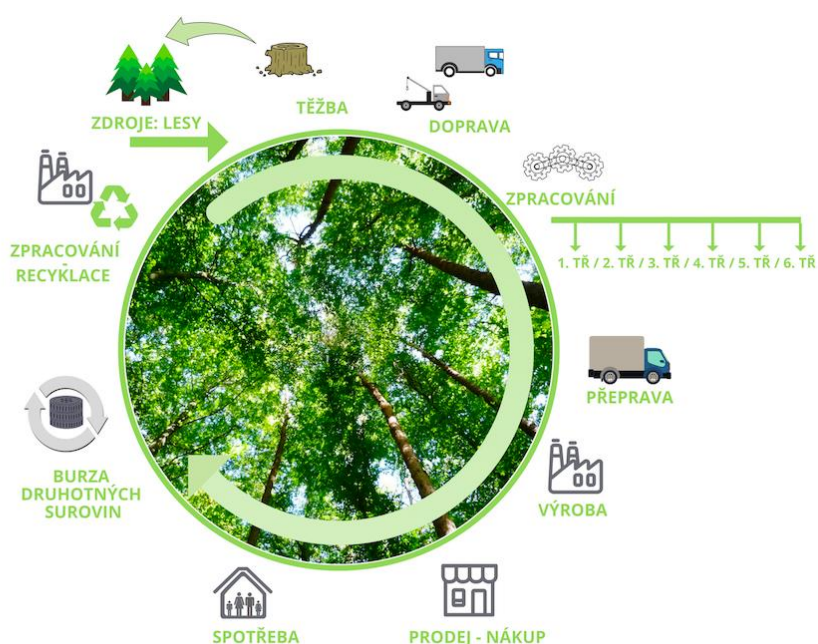 ZDROJE: LESY
TĚŽBA
DOPRAVA
ZPRACOVÁNÍ
1. TŘ / 2. TŘ / 3. TŘ / 4. TŘ / 5. TŘ / 6. TŘ
PŘEPRAVA
VÝROBA
PRODEJ - NÁKUP
SPOTŘEBA
BURZA
DRUHOTNÝCH
SUROVIN
ZPRACOVÁNÍ
-
RECYKLACE